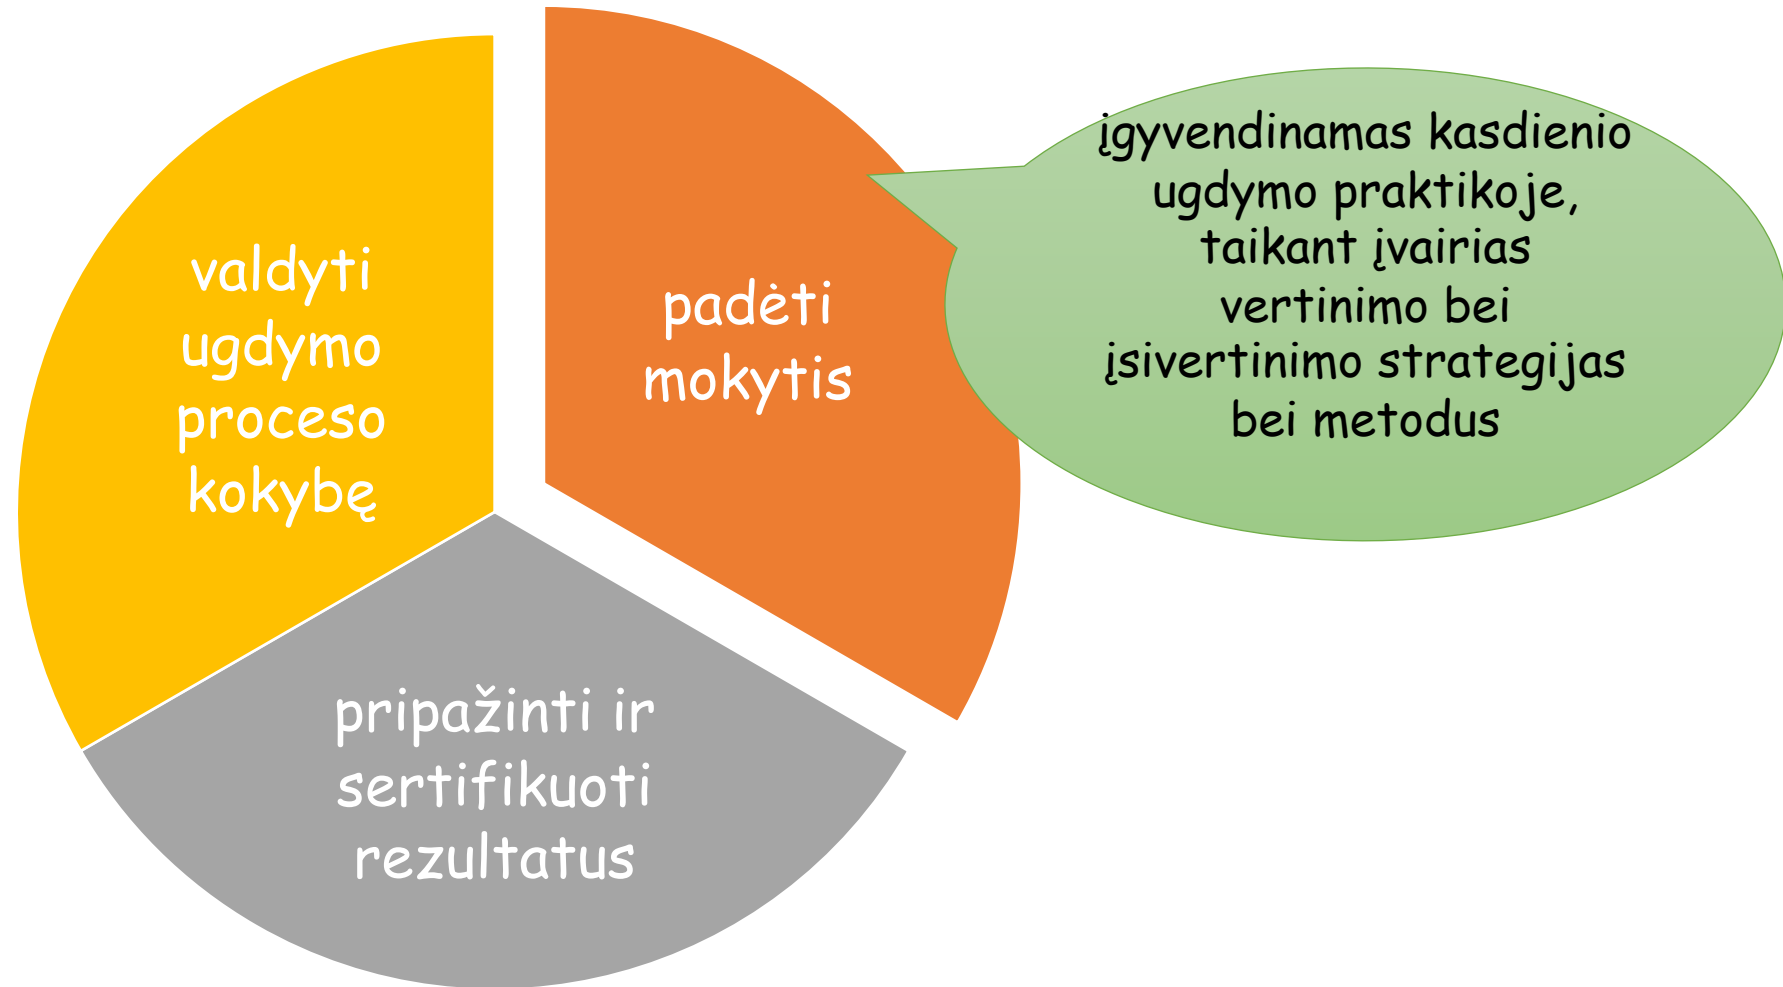 valdyti
ugdymo
proceso
kokybę
padėti
mokytis
įgyvendinamas kasdienio
ugdymo praktikoje,
taikant įvairias
vertinimo bei
įsivertinimo strategijas
bei metodus
pripažinti ir
sertifikuoti
rezultatus